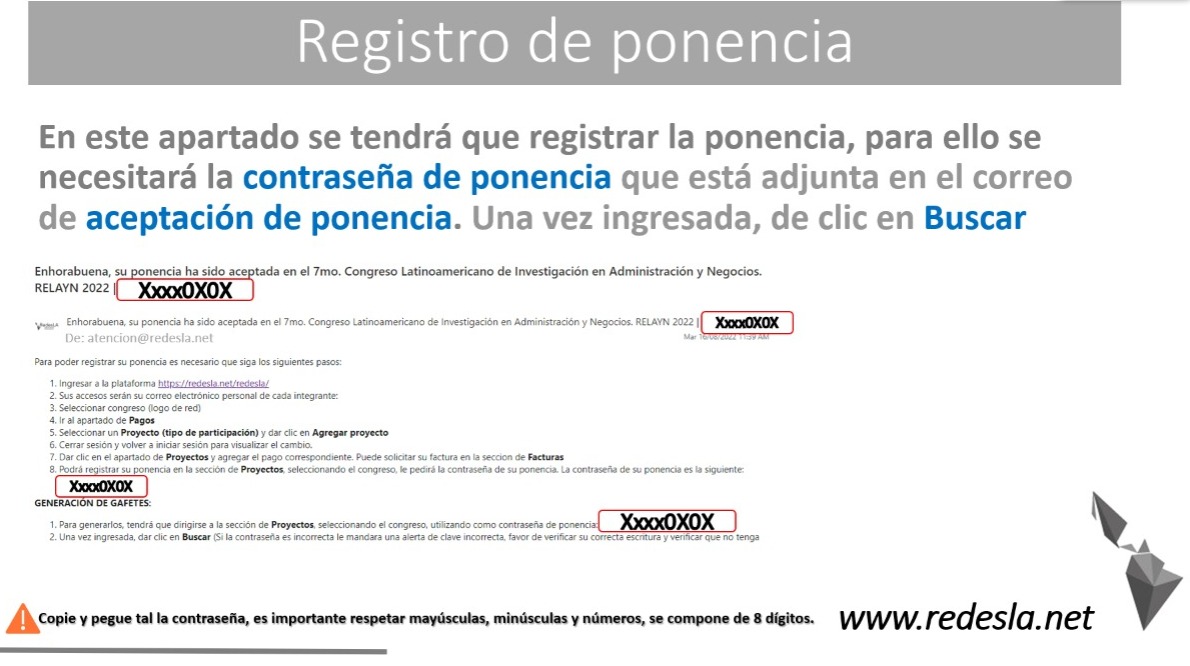 Registro de ponencia
En este apartado se tendrá que registrar la ponencia, para ello se
necesitará la contraseña de ponencia que está adjunta en el correo
de aceptación de ponencia. Una vez ingresada, de clic en Buscar
Enhorabuena, su ponencia ha sido aceptada en el 7mo. Congreso Latinoamericano de Investigación en Administración y Negocios.
RELAYN 2022 | Xxxx0X0X
RedesLA Enhorabuena, su ponencia ha sido aceptada en el 7mo. Congreso Latinoamericano de Investigación en Administración y Negocios. RELAYN 2022 | Xxxx0X0X
De: atencion@redesla.net Mar 16/08/2022 11:59 AM
Para poder registrar su ponencia es necesario que siga los siguientes pasos:
1. Ingresar a la plataforma https://redesla.net/redesla/
2. Sus accesos serán su correo electrónico personal de cada integrante:
3. Seleccionar congreso (logo de red)
4. Ir al apartado de Pagos
5. Seleccionar un Proyecto (tipo de participación) y dar clic en Agregar proyecto
6. Cerrar sesión y volver a iniciar sesión para visualizar el cambio.
7. Dar clic en el apartado de Proyectos y agregar el pago correspondiente. Puede solicitar su factura en la seccion de Facturas
8. Podrá registrar su ponencia en la sección de Proyectos, seleccionando el congreso, le pedirá la contraseña de su ponencia. La contraseña de su ponencia es la siguiente:
Xxxx0X0X
GENERACIÓN DE GAFETES:
1. Para generarlos, tendrá que dirigirse a la sección de Proyectos, seleccionando el congreso, utilizando como contraseña de ponencia: Xxxx0X0X
2. Una vez ingresada, dar clic en Buscar (Si la contraseña es incorrecta le mandara una alerta de clave incorrecta, favor de verificar su correcta escritura y verificar que no tenga
Copie y pegue tal la contraseña, es importante respetar mayúsculas, minúsculas y números, se compone de 8 dígitos.
www.redesla.net